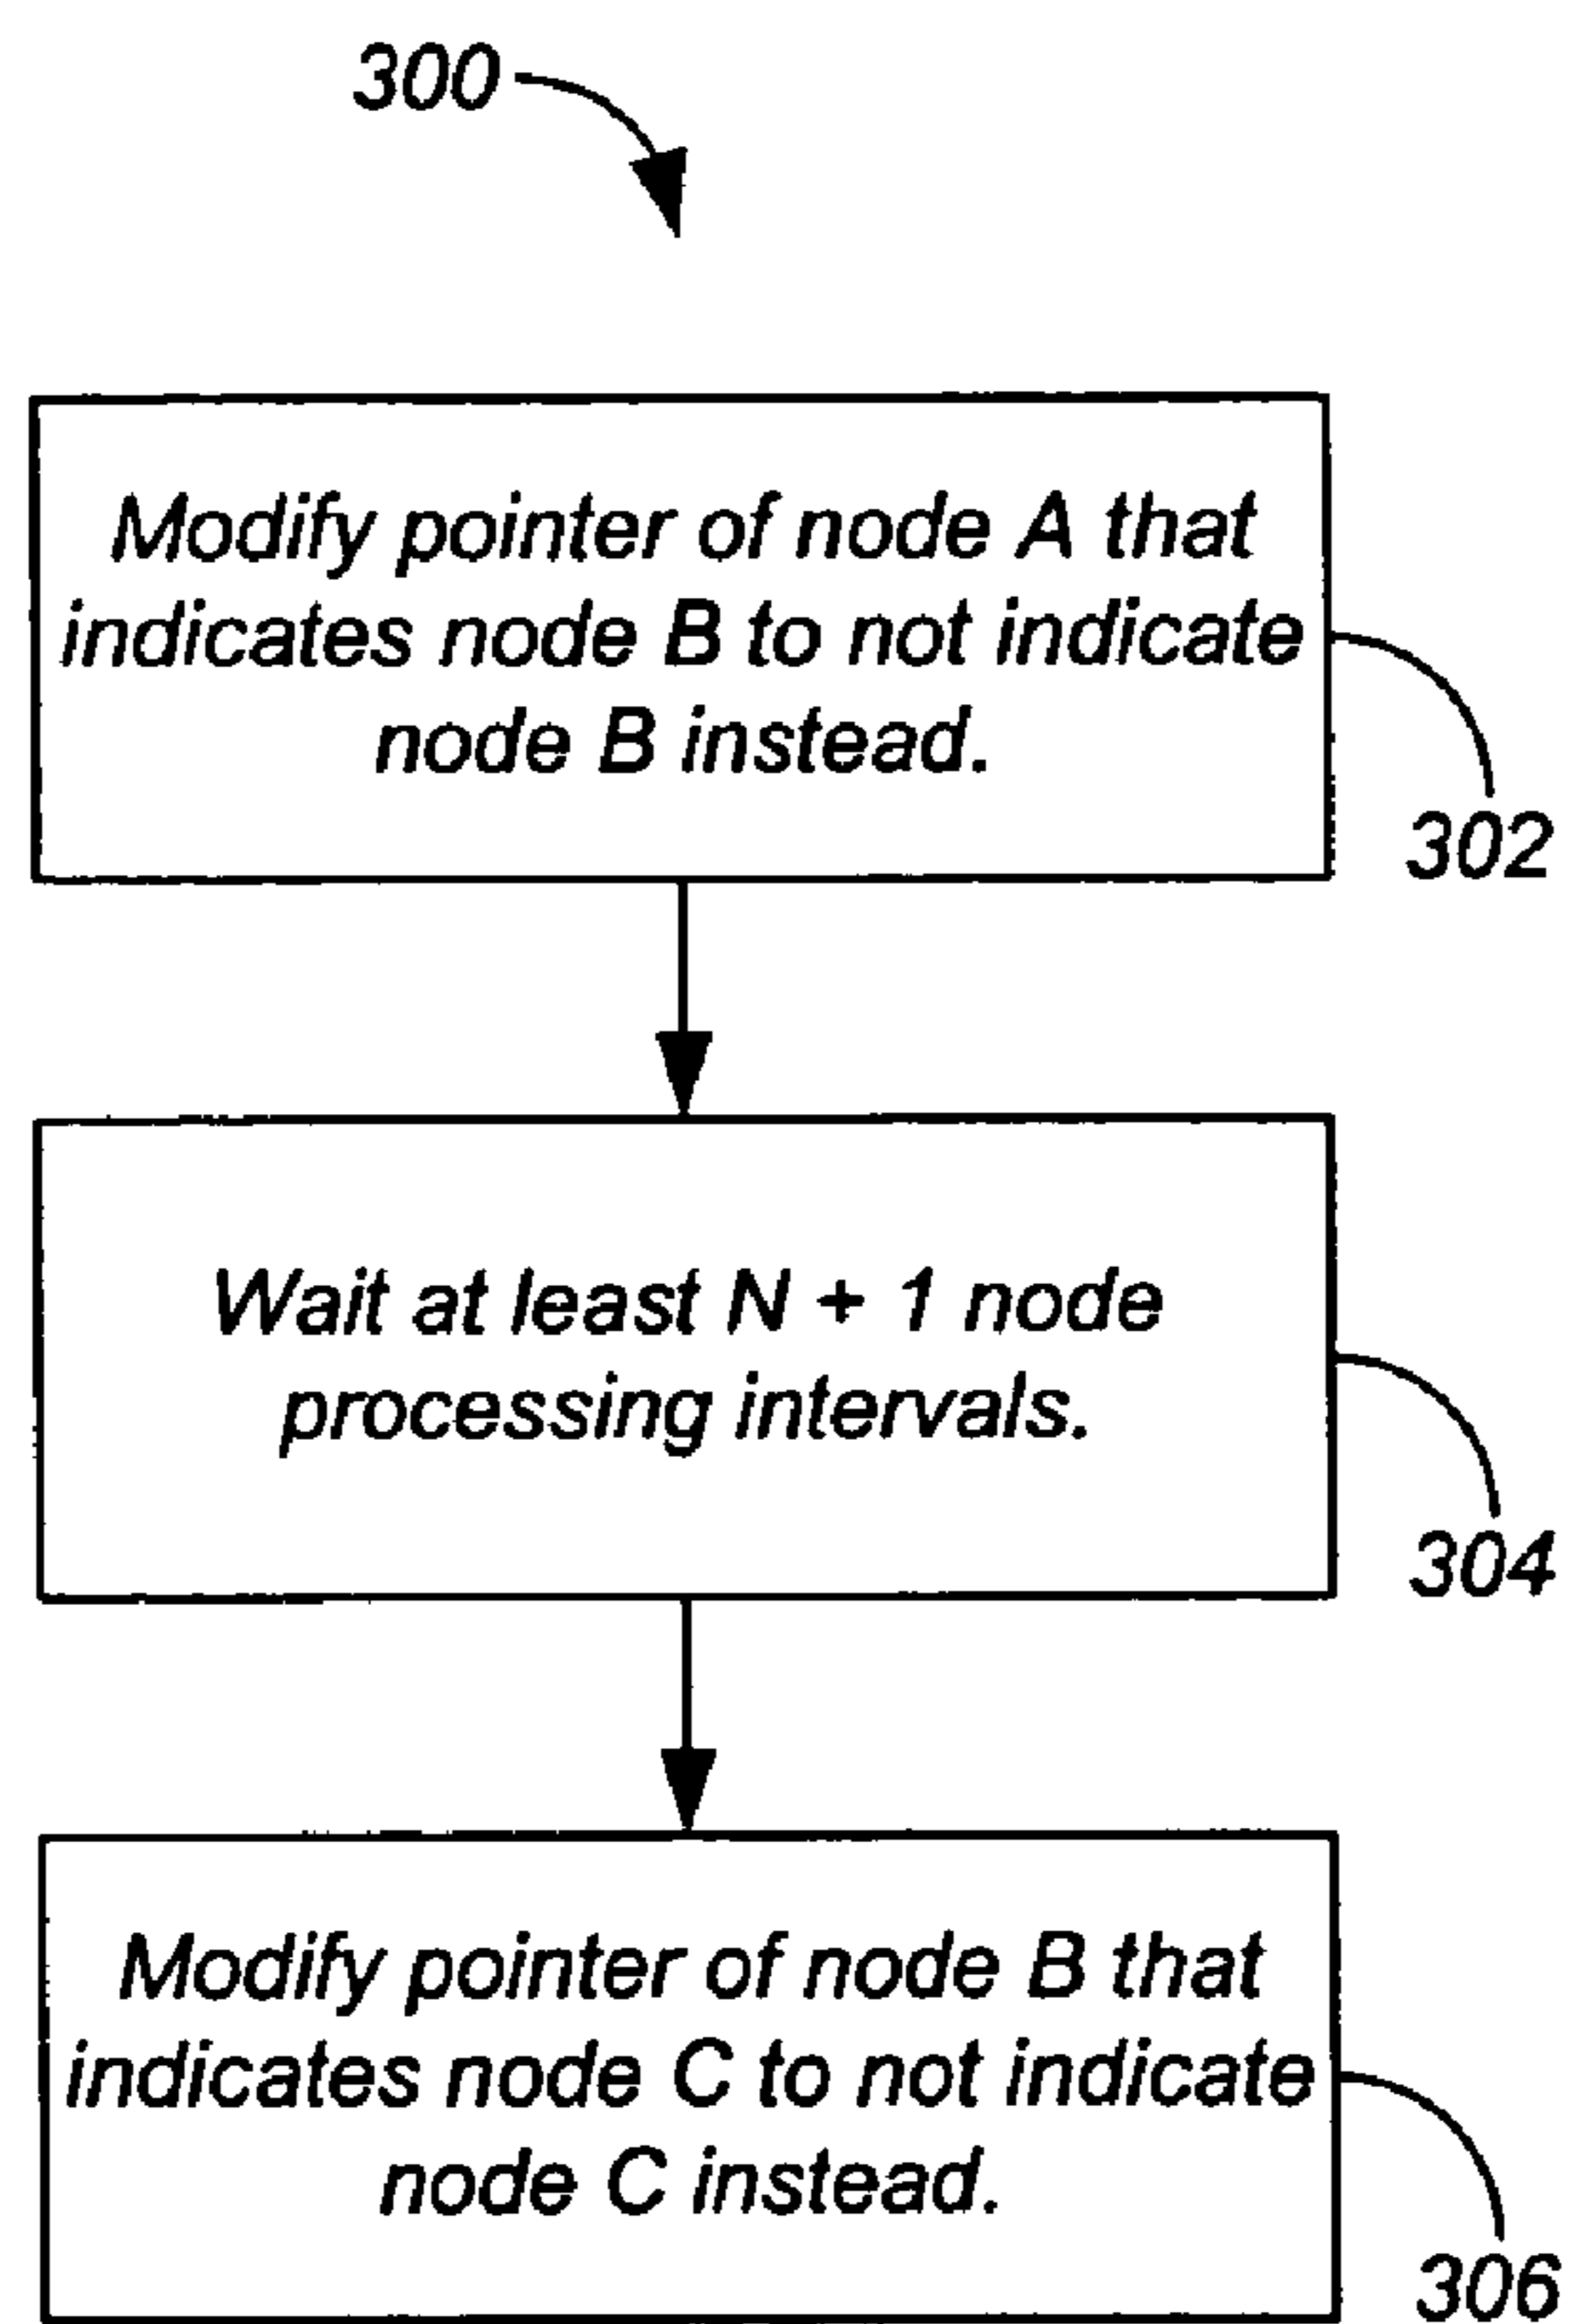 300
Modify pointer of node A that
indicates node B to not indicate
node B instead.
302
Wait at least N + 1 node
processing intervals.
304
Modify pointer of node B that
indicates node C to not indicate
node C instead.
306